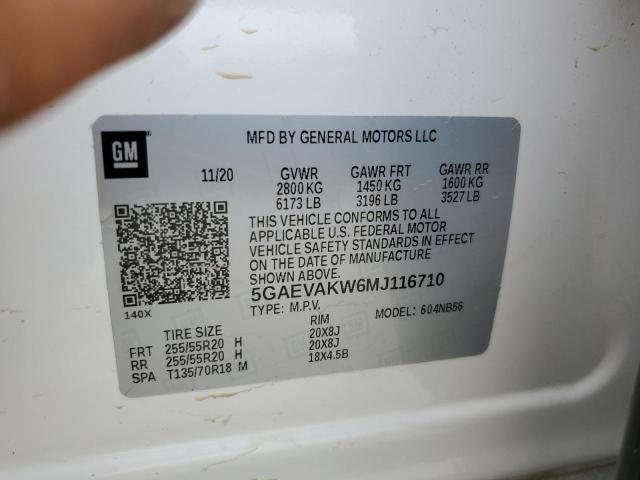 GM
MFD BY GENERAL MOTORS LLC
11/20 GVWR GAWR FRT GAWR RR
2800 KG 1450 KG 1600 KG
6173 LB 3196 LB 3527 LB
THIS VEHICLE CONFORMS TO ALL
APPLICABLE U.S. FEDERAL MOTOR
VEHICLE SAFETY STANDARDS IN EFFECT
ON THE DATE OF MANUFACTURE
SHOWN ABOVE.
5GAEVAKW6MJ116710
140X
TYPE: M.P.V. MODEL: 604NB56
TIRE SIZE RIM
FRT 255/55R20 H 20X8J
RR 255/55R20 H 20X8J
SPA T135/70R18 M 18X4.5B